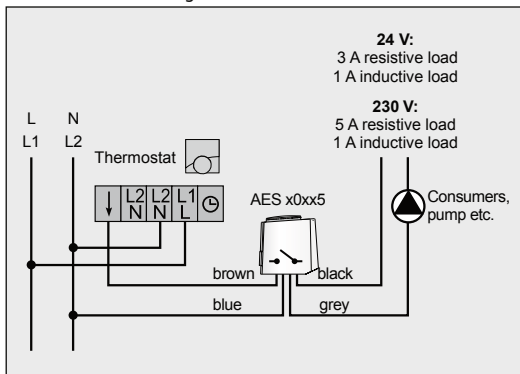 24 V:
3 A resistive load
1 A inductive load
230 V:
5 A resistive load
1 A inductive load
L N
L1 L2
Thermostat
L2 L2 L1
N N L
AES x0xx5
Consumers,
pump etc.
brown black
blue grey